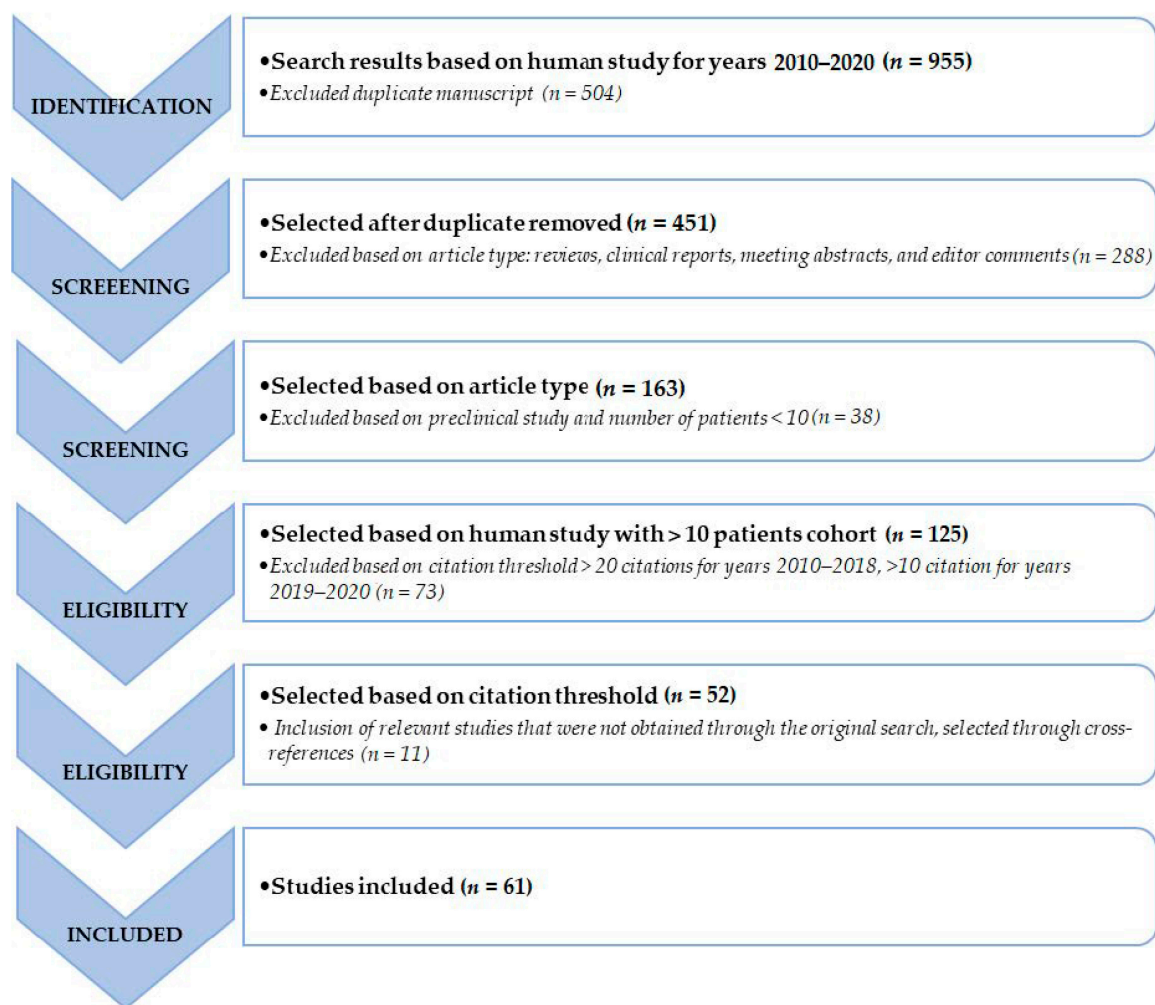 IDENTIFICATION
•Search results based on human study for years 2010–2020 (n = 955)
•Excluded duplicate manuscript (n = 504)
SCREEENING
•Selected after duplicate removed (n = 451)
•Excluded based on article type: reviews, clinical reports, meeting abstracts, and editor comments (n = 288)
SCREENING
•Selected based on article type (n = 163)
•Excluded based on preclinical study and number of patients < 10 (n = 38)
ELIGIBILITY
•Selected based on human study with > 10 patients cohort (n = 125)
•Excluded based on citation threshold > 20 citations for years 2010–2018, >10 citation for years
2019–2020 (n = 73)
ELIGIBILITY
•Selected based on citation threshold (n = 52)
• Inclusion of relevant studies that were not obtained through the original search, selected through cross-
references (n = 11)
INCLUDED
•Studies included (n = 61)